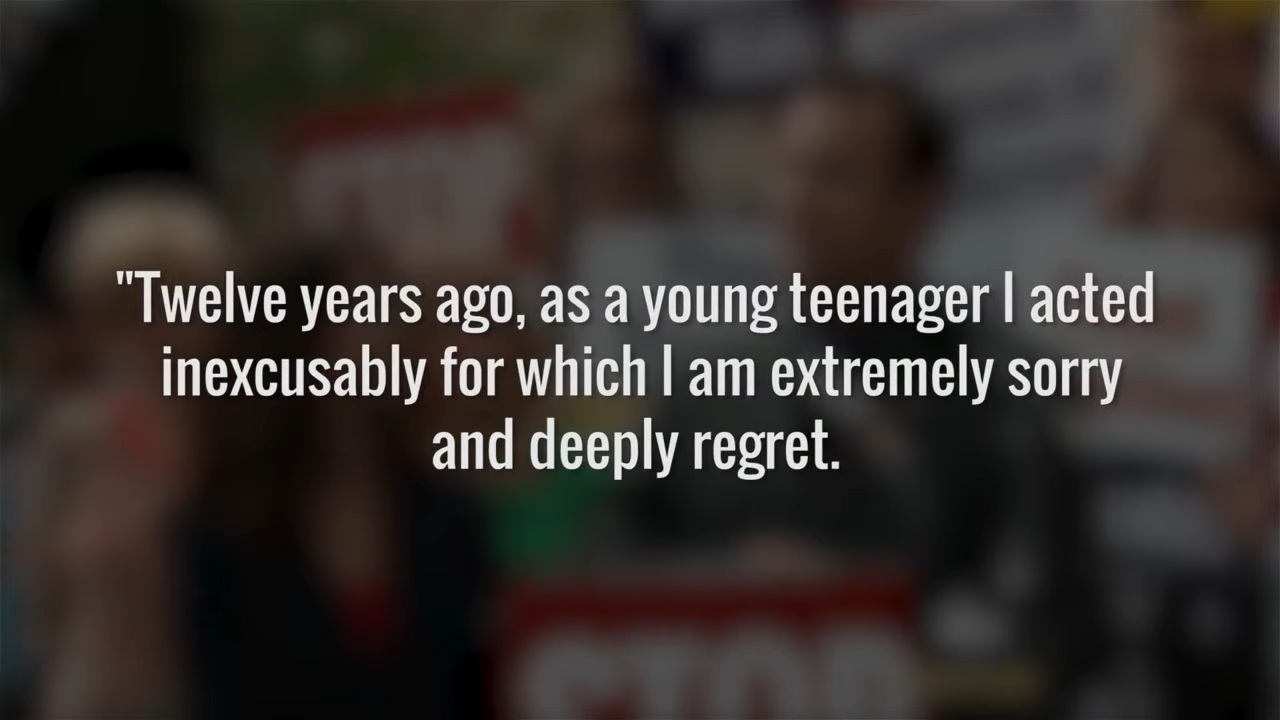 "Twelve years ago, as a young teenager I acted
inexcusably for which I am extremely sorry
and deeply regret.